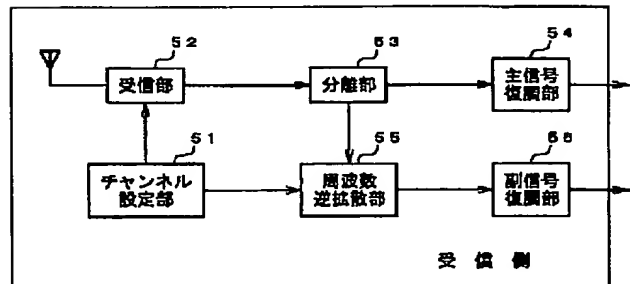 52
受信部
53
分離部
54
主信号
復調部
51
チャンネル
設定部
55
周波数
逆拡散部
56
副信号
復調部
受信側